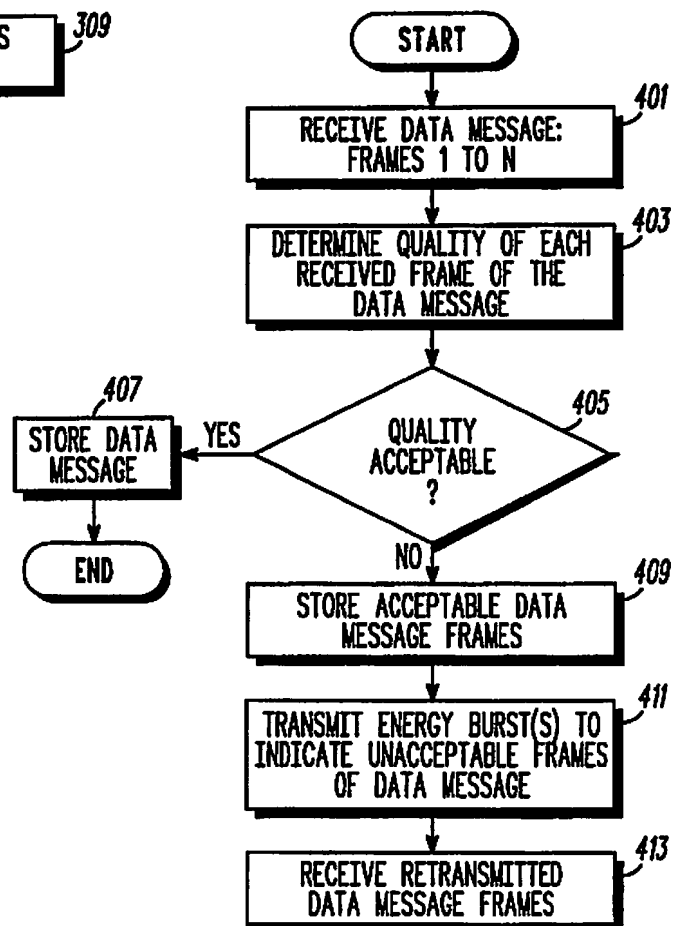 S
309
START
401
RECEIVE DATA MESSAGE:
FRAMES 1 TO N
403
DETERMINE QUALITY OF EACH
RECEIVED FRAME OF THE
DATA MESSAGE
405
QUALITY
ACCEPTABLE
?
YES
407
STORE DATA
MESSAGE
END
NO
409
STORE ACCEPTABLE DATA
MESSAGE FRAMES
411
TRANSMIT ENERGY BURST(S) TO
INDICATE UNACCEPTABLE FRAMES
OF DATA MESSAGE
413
RECEIVE RETRANSMITTED
DATA MESSAGE FRAMES